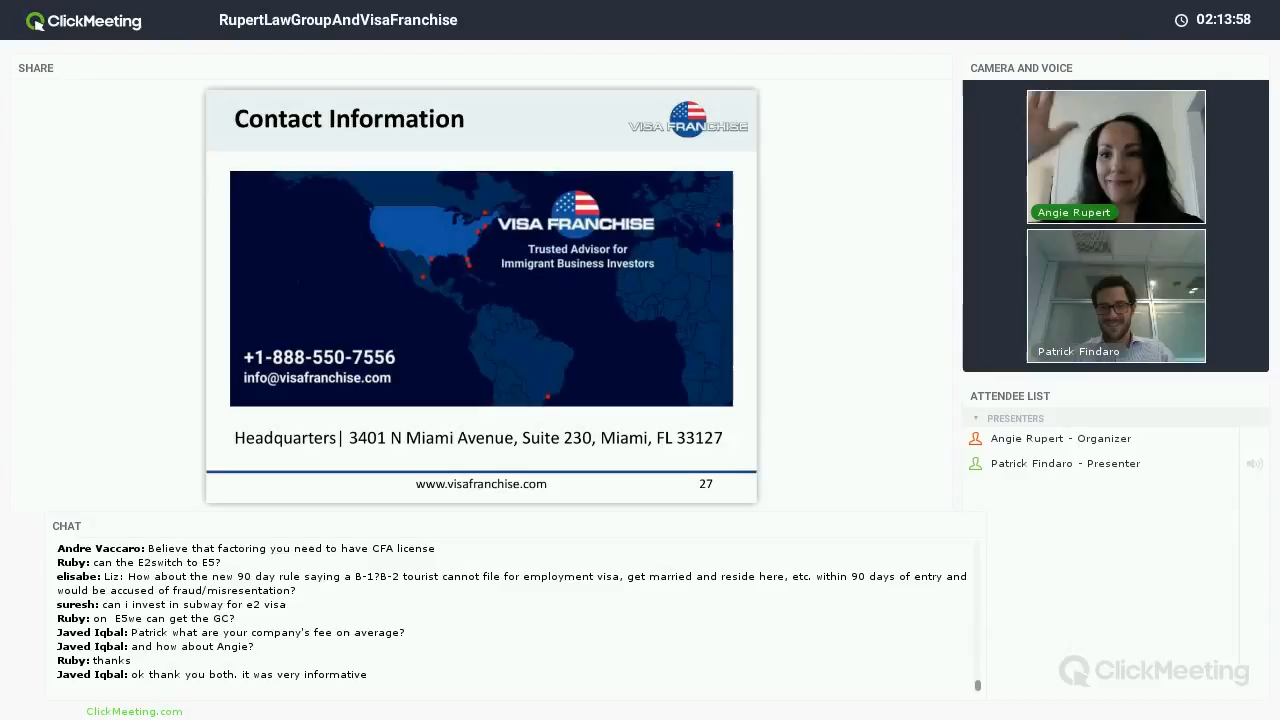 ClickMeeting
RupertLawGroupAndVisaFranchise
02:13:58
SHARE
Contact Information
VISA FRANCHISE
VISA FRANCHISE
Trusted Advisor for
Immigrant Business Investors
+1-888-550-7556
info@visafranchise.com
Headquarters| 3401 N Miami Avenue, Suite 230, Miami, FL 33127
www.visafranchise.com
27
CAMERA AND VOICE
Angie Rupert
Patrick Findaro
ATTENDEE LIST
PRESENTERS
Angie Rupert - Organizer
Patrick Findaro - Presenter
CHAT
Andre Vaccaro: Believe that factoring you need to have CFA license
Ruby: can the E2switch to E5?
elisabe: Liz: How about the new 90 day rule saying a B-1?B-2 tourist cannot file for employment visa, get married and reside here, etc. within 90 days of entry and
would be accused of fraud/misresentation?
suresh: can i invest in subway for e2 visa
Ruby: on E5we can get the GC?
Javed Iqbal: Patrick what are your company's fee on average?
Javed Iqbal: and how about Angie?
Ruby: thanks
Javed Iqbal: ok thank you both. it was very informative
ClickMeeting
ClickMeeting.com